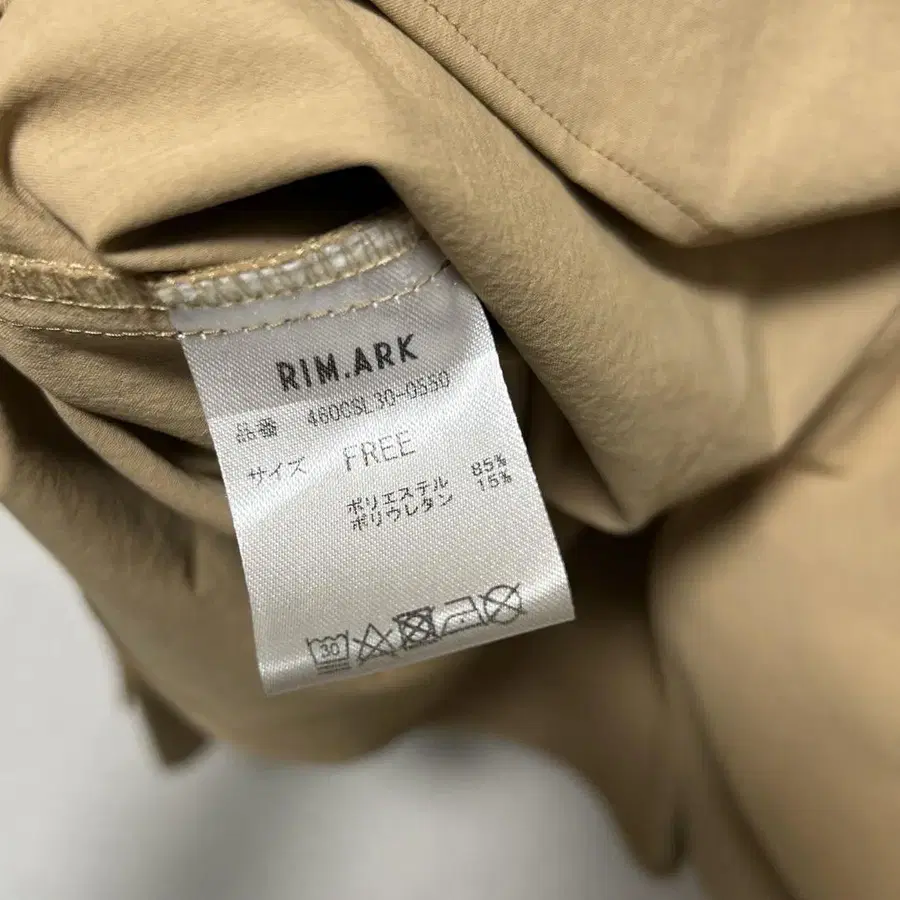 RIM.ARK
品番 460CSL30-0550
サイズ FREE
ポリエステル 85%
ポリウレタン 15%
30